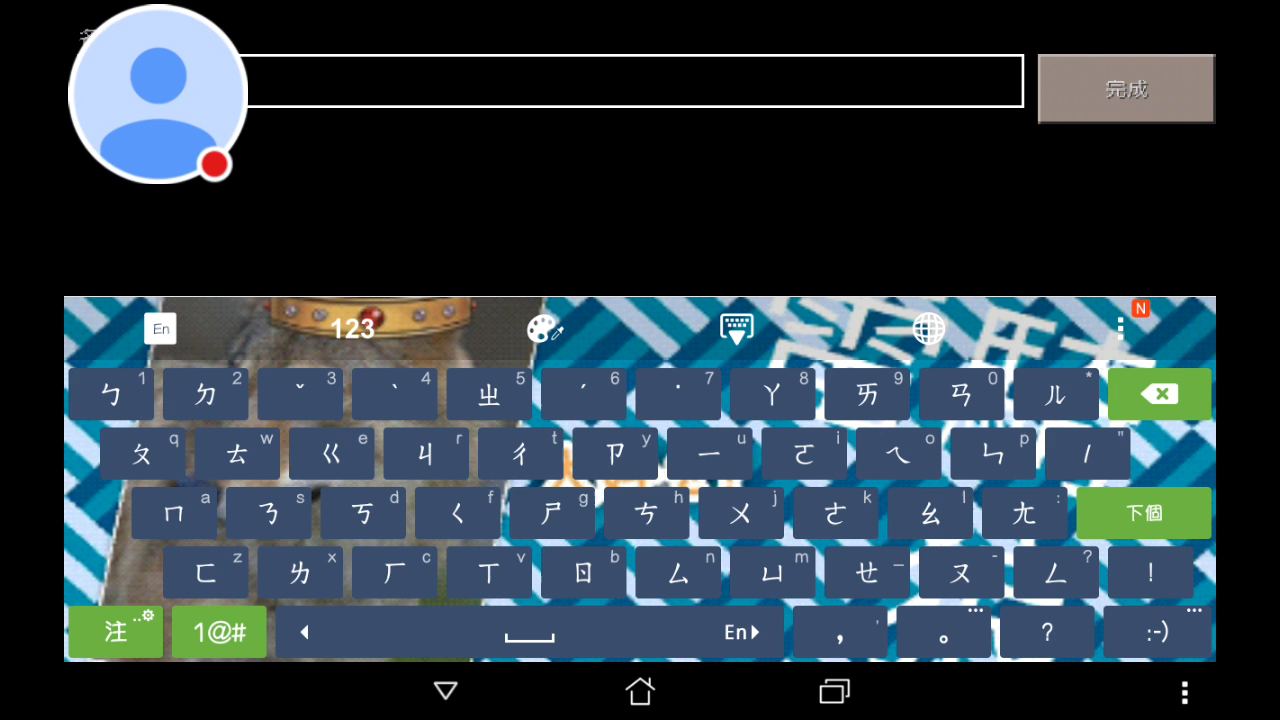 完成
En 123 N
ㄅ 1 ㄉ 2 ˇ 3 ˋ 4 ㄓ 5 ˊ 6 ˙ 7 ㄚ 8 ㄞ 9 ㄢ 0 ㄦ *
ㄆ q ㄊ w ㄍ e ㄐ r ㄔ t ㄗ y ㄧ u ㄛ i ㄟ o ㄣ p / "
ㄇ a ㄋ s ㄎ d ㄑ f ㄕ g ㄘ h ㄨ j ㄜ k ㄠ l ㄤ : 下個
ㄈ z ㄌ x ㄏ c ㄒ v ㄖ b ㄙ n ㄩ m ㄝ _ ㄡ - ㄥ ? !
注 1@# En , ' 。 ? :-)